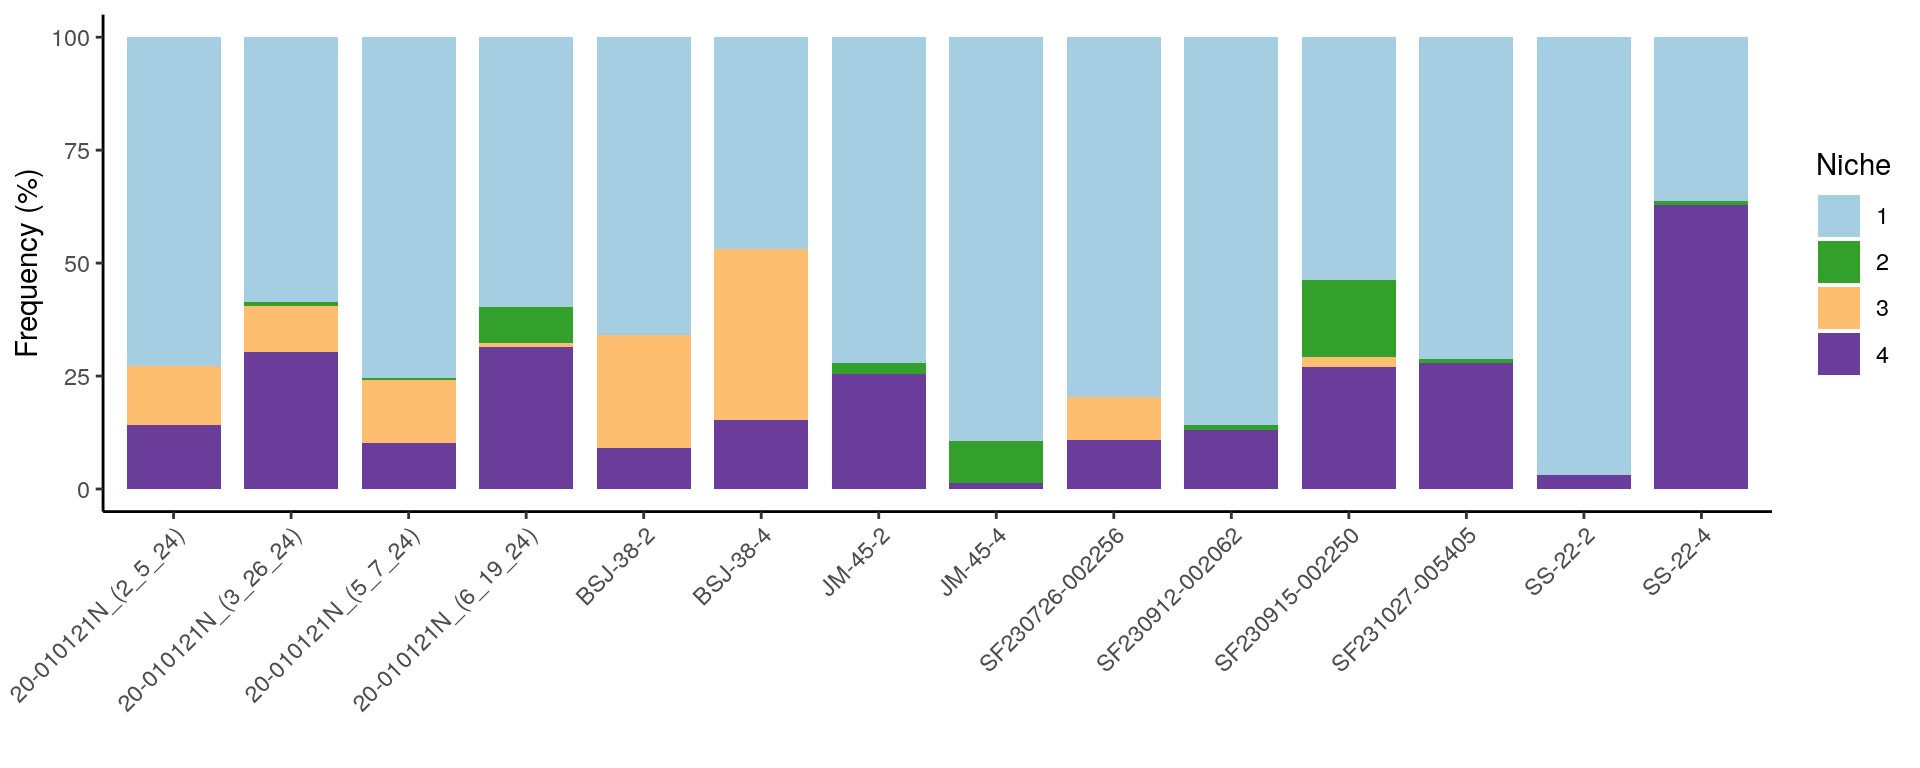 Frequency (%)
100
75
50
25
0
20-010121N_(2_5_24)
20-010121N_(3_26_24)
20-010121N_(5_7_24)
20-010121N_(6_19_24)
BSJ-38-2
BSJ-38-4
JM-45-2
JM-45-4
SF230726-002256
SF230912-002062
SF230915-002250
SF231027-005405
SS-22-2
SS-22-4
Niche
1
2
3
4